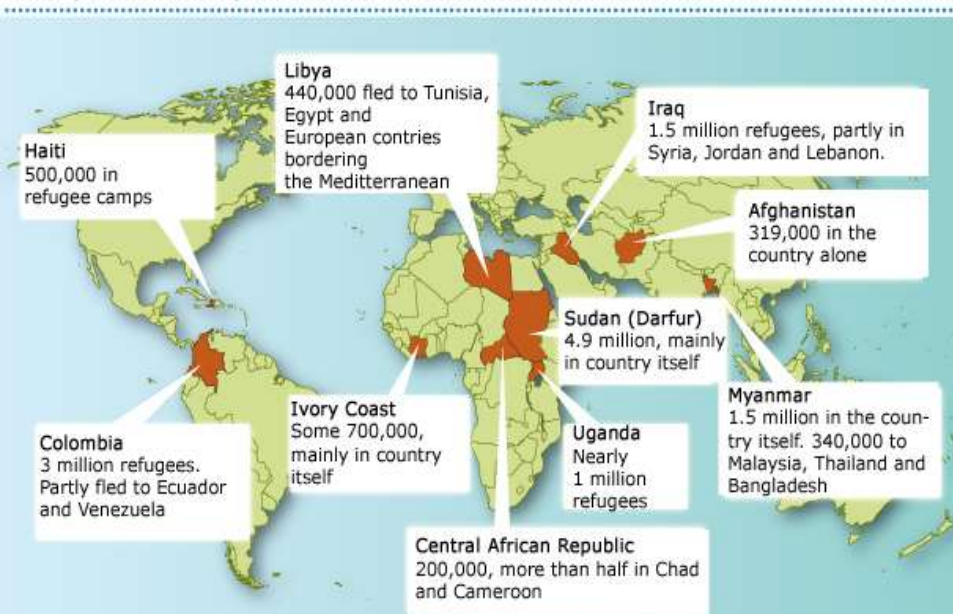 Libya
440,000 fled to Tunisia,
Egypt and
European contries
bordering
the Meditterranean
Iraq
1.5 million refugees, partly in
Syria, Jordan and Lebanon.
Haiti
500,000 in
refugee camps
Afghanistan
319,000 in the
country alone
Sudan (Darfur)
4.9 million, mainly
in country itself
Myanmar
1.5 million in the coun-
try itself. 340,000 to
Malaysia, Thailand and
Bangladesh
Ivory Coast
Some 700,000,
mainly in country
itself
Uganda
Nearly
1 million
refugees
Colombia
3 million refugees.
Partly fled to Ecuador
and Venezuela
Central African Republic
200,000, more than half in Chad
and Cameroon